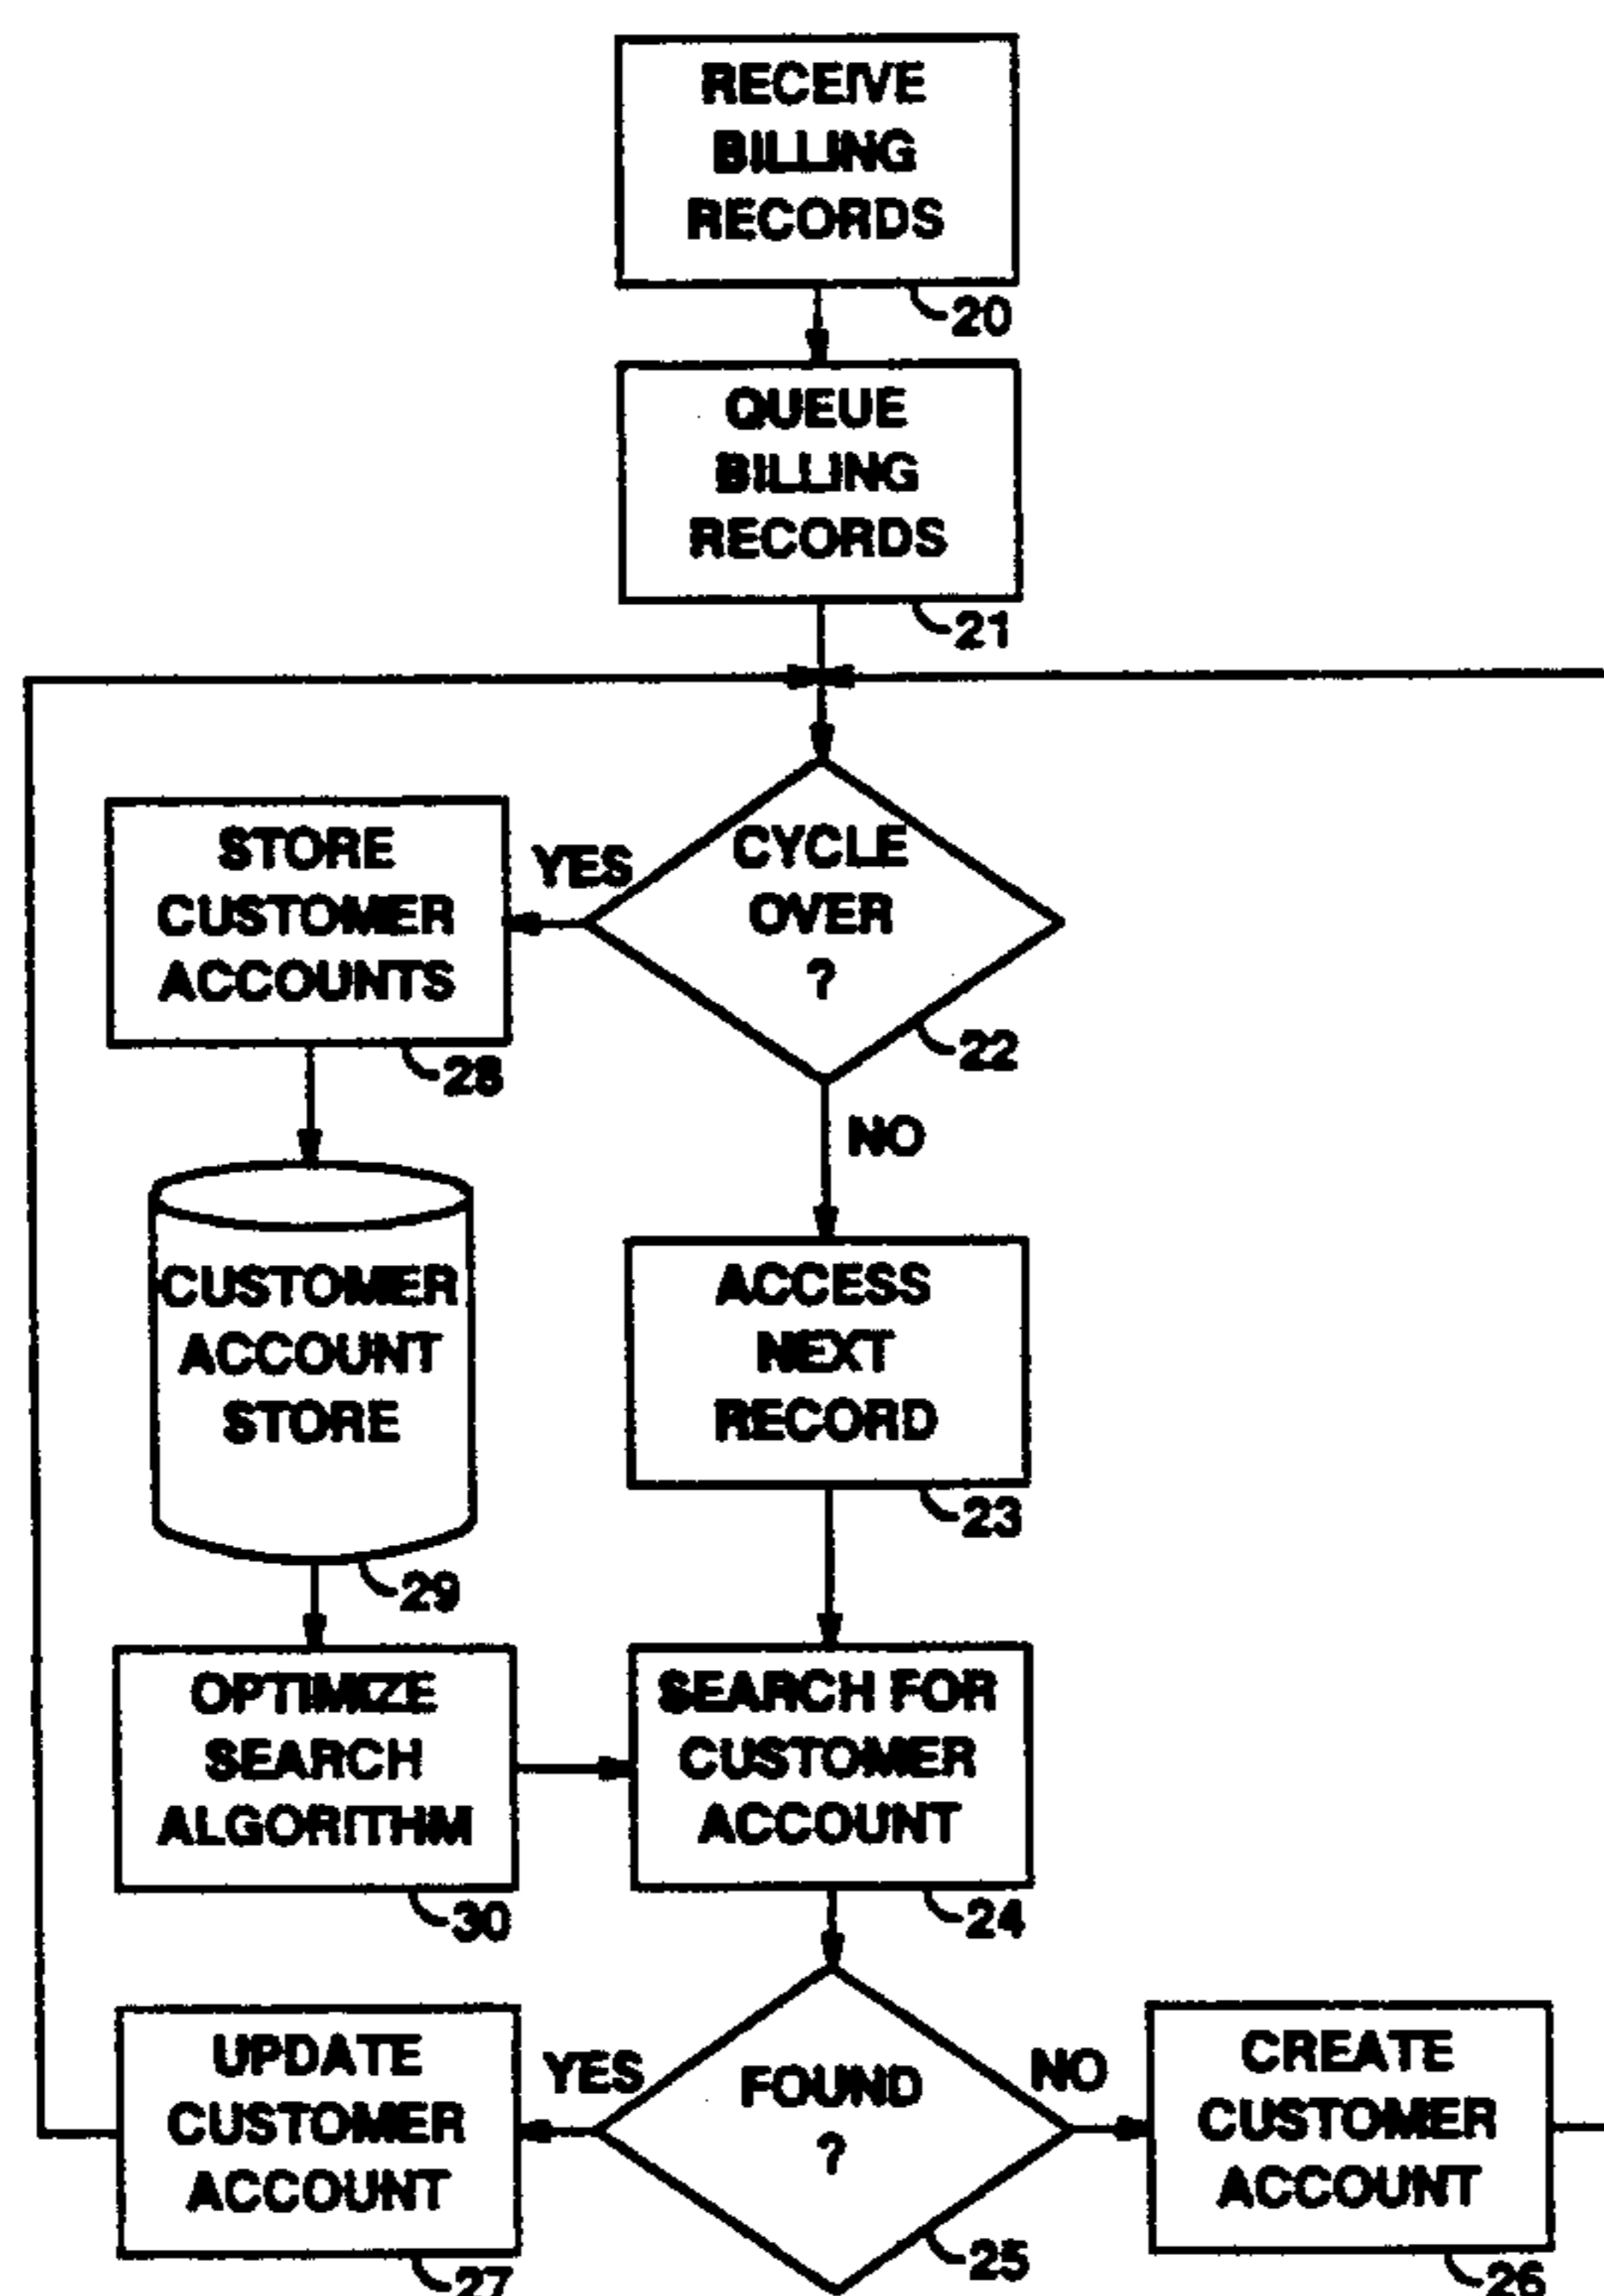 RECEIVE
BILLING
RECORDS
20
QUEUE
BILLING
RECORDS
21
CYCLE
OVER
?
22
YES
STORE
CUSTOMER
ACCOUNTS
28
NO
CUSTOMER
ACCOUNT
STORE
29
ACCESS
NEXT
RECORD
23
OPTIMIZE
SEARCH
ALGORITHM
30
SEARCH FOR
CUSTOMER
ACCOUNT
24
FOUND
?
25
YES
UPDATE
CUSTOMER
ACCOUNT
27
NO
CREATE
CUSTOMER
ACCOUNT
26